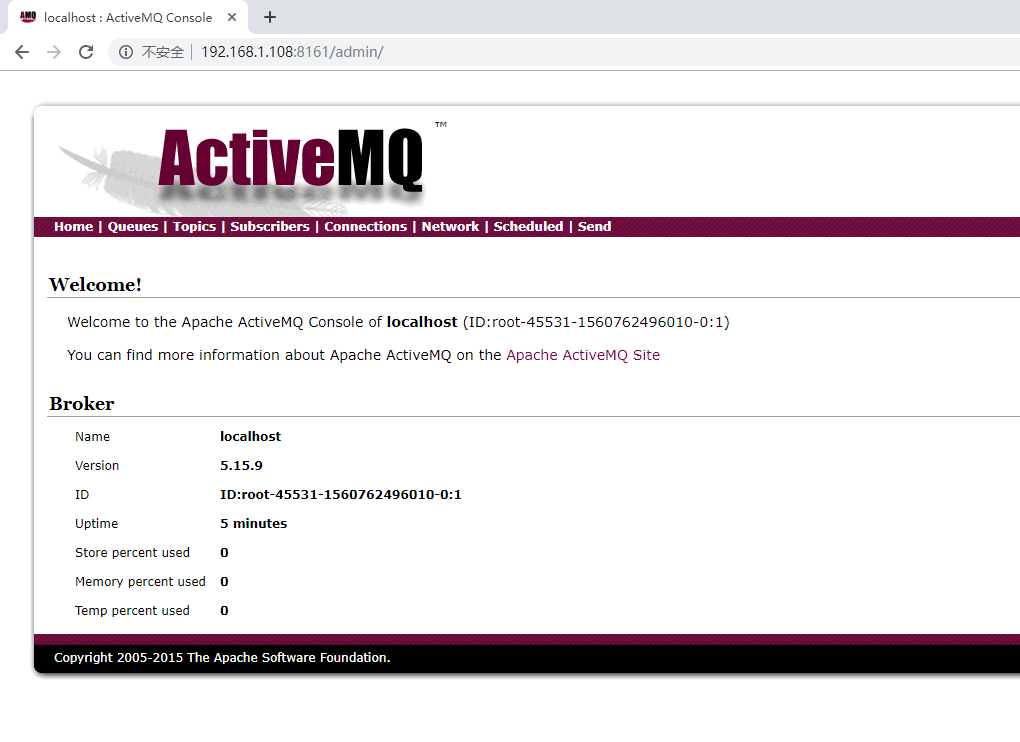 AMQ localhost : ActiveMQ Console
不安全 192.168.1.108:8161/admin/
ActiveMQ ™
Home | Queues | Topics | Subscribers | Connections | Network | Scheduled | Send
Welcome!
Welcome to the Apache ActiveMQ Console of localhost (ID:root-45531-1560762496010-0:1)
You can find more information about Apache ActiveMQ on the Apache ActiveMQ Site
Broker
Name localhost
Version 5.15.9
ID ID:root-45531-1560762496010-0:1
Uptime 5 minutes
Store percent used 0
Memory percent used 0
Temp percent used 0
Copyright 2005-2015 The Apache Software Foundation.